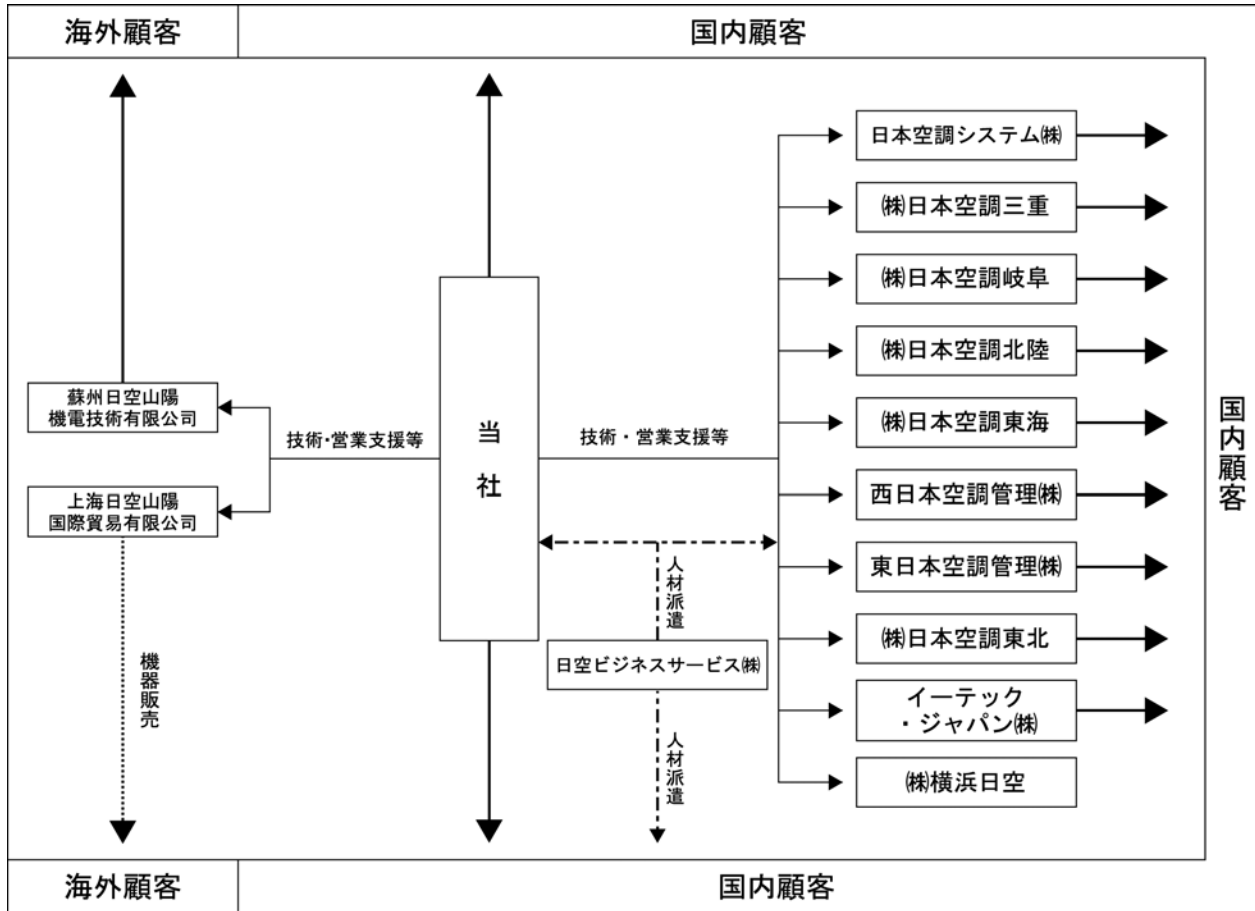 海外顧客
国内顧客
日本空調システム㈱
㈱日本空調三重
㈱日本空調岐阜
㈱日本空調北陸
㈱日本空調東海
西日本空調管理㈱
東日本空調管理㈱
㈱日本空調東北
イーテック
・ジャパン㈱
㈱横浜日空
蘇州日空山陽
機電技術有限公司
上海日空山陽
国際貿易有限公司
技術・営業支援等
当社
技術・営業支援等
人材派遣
日空ビジネスサービス㈱
人材派遣
機器販売
国内顧客
海外顧客
国内顧客